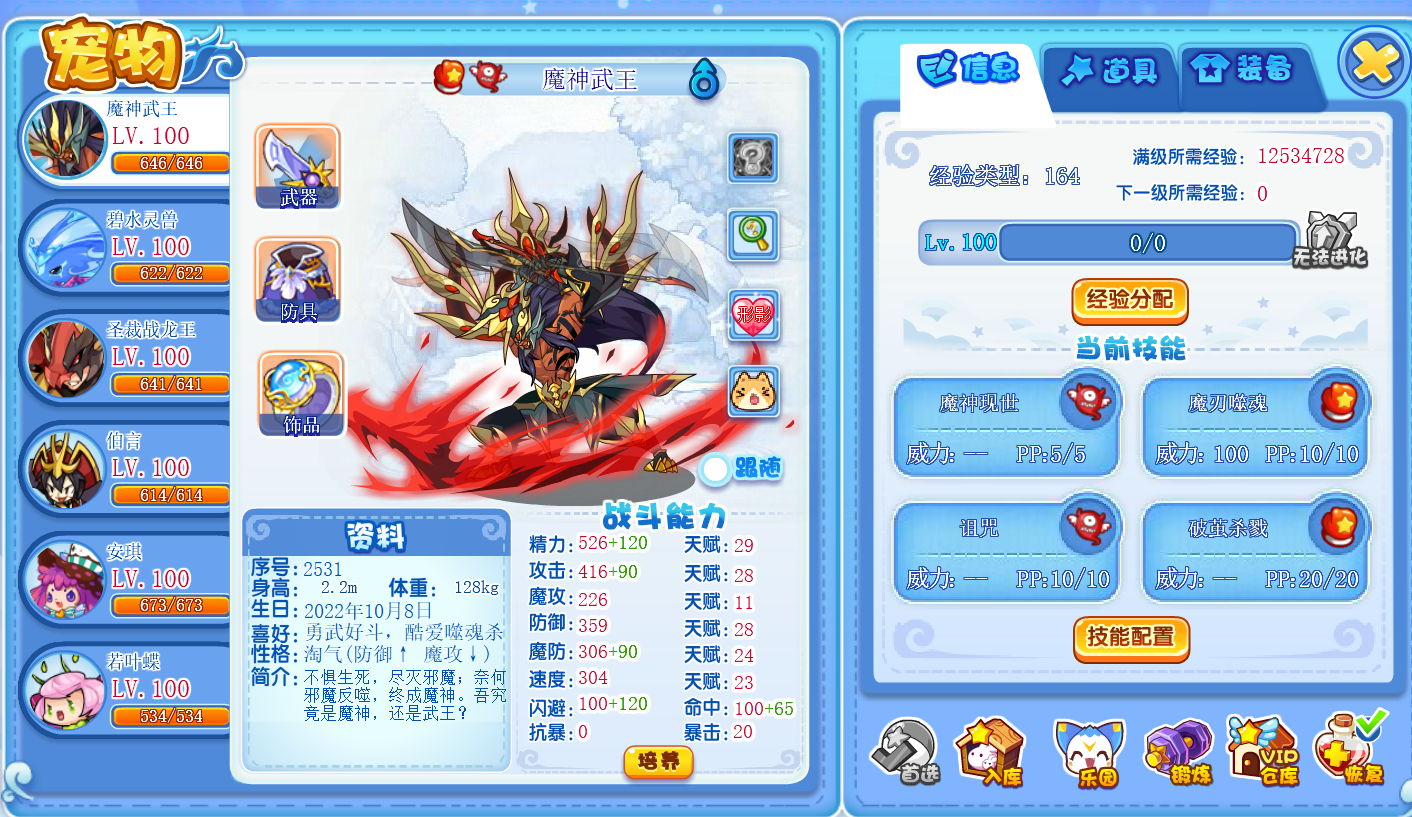 宠物
魔神武王
LV. 100
646/646
碧水灵兽
LV. 100
622/622
圣裁战龙王
LV. 100
641/641
伯言
LV. 100
614/614
安琪
LV. 100
673/673
若叶蝶
LV. 100
534/534
魔神武王
武器
防具
饰品
?
形影
跟随
资料
序号: 2531
身高: 2.2m 体重: 128kg
生日: 2022年10月8日
喜好: 勇武好斗，酷爱噬魂杀
性格: 淘气(防御↑ 魔攻↓)
简介: 不惧生死，尽灭邪魔；奈何
邪魔反噬，终成魔神。吾究
竟是魔神，还是武王？
战斗能力
精力: 526+120 天赋: 29
攻击: 416+90 天赋: 28
魔攻: 226 天赋: 11
防御: 359 天赋: 28
魔防: 306+90 天赋: 24
速度: 304 天赋: 23
闪避: 100+120 命中: 100+65
抗暴: 0 暴击: 20
培养
信息
道具
装备
经验类型: 164
满级所需经验: 12534728
下一级所需经验: 0
Lv. 100 0/0
无法进化
经验分配
当前技能
魔神现世
威力: -- PP:5/5
魔刃噬魂
威力: 100 PP:10/10
诅咒
威力: -- PP:10/10
破茧杀戮
威力: -- PP:20/20
技能配置
首选
入库
乐园
锻炼
VIP
仓库
恢复